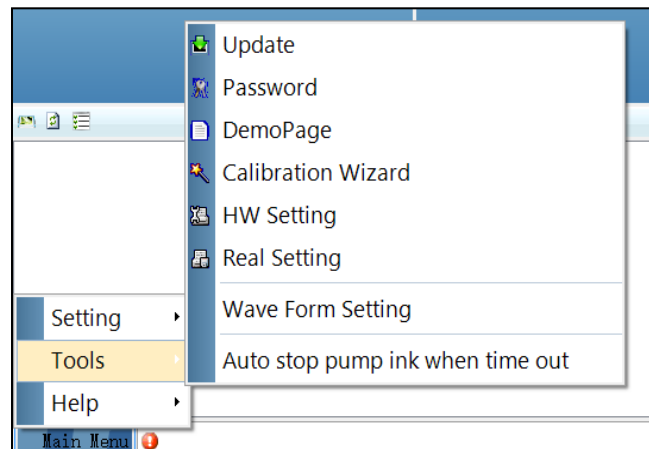 Update
Password
DemoPage
Calibration Wizard
HW Setting
Real Setting
Wave Form Setting
Auto stop pump ink when time out
Setting
Tools
Help
Main Menu